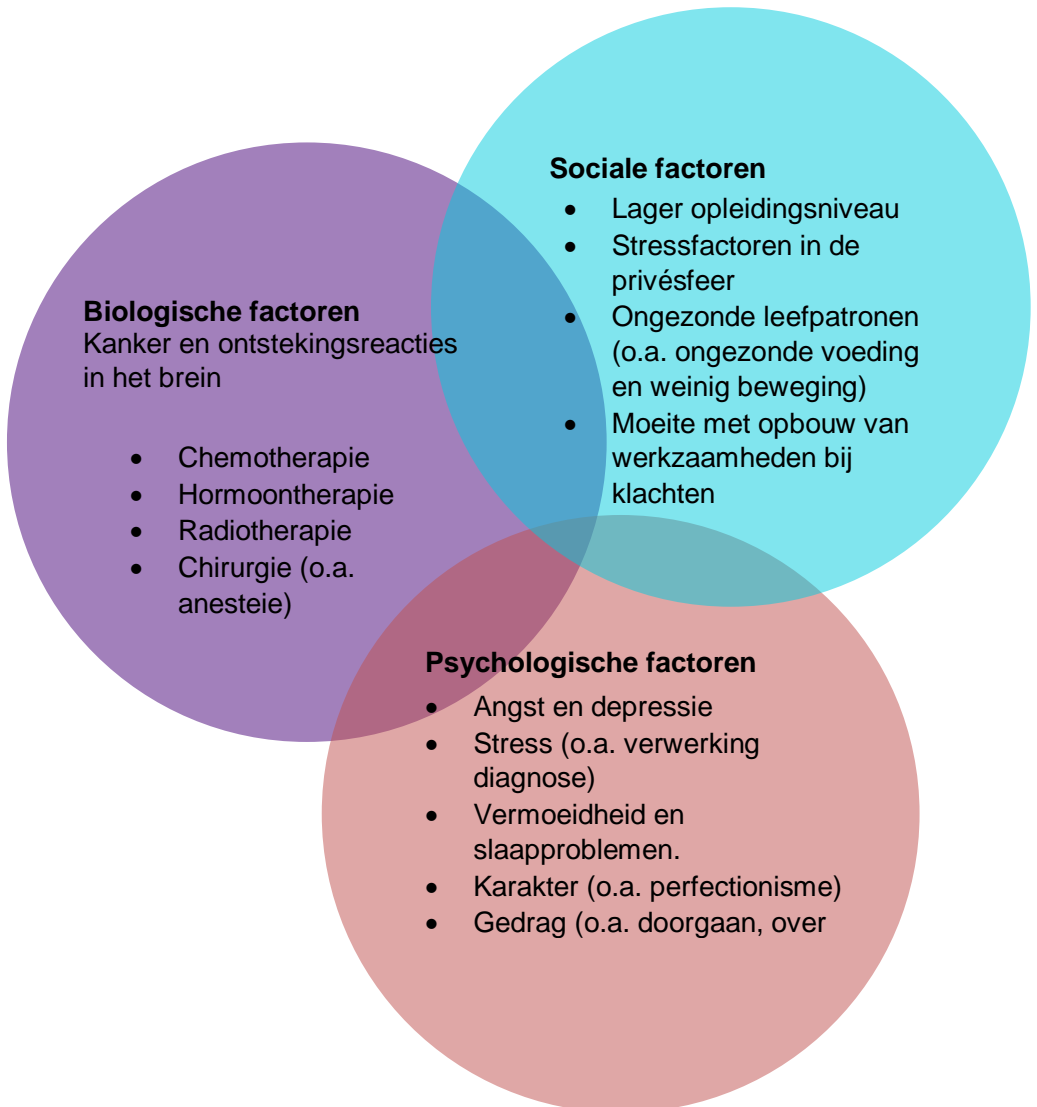 Sociale factoren
• Lager opleidingsniveau
• Stressfactoren in de
privésfeer
• Ongezonde leefpatronen
(o.a. ongezonde voeding
en weinig beweging)
• Moeite met opbouw van
werkzaamheden bij
klachten
Biologische factoren
Kanker en ontstekingsreacties
in het brein
• Chemotherapie
• Hormoontherapie
• Radiotherapie
• Chirurgie (o.a.
anesteie)
Psychologische factoren
• Angst en depressie
• Stress (o.a. verwerking
diagnose)
• Vermoeidheid en
slaapproblemen.
• Karakter (o.a. perfectionisme)
• Gedrag (o.a. doorgaan, over